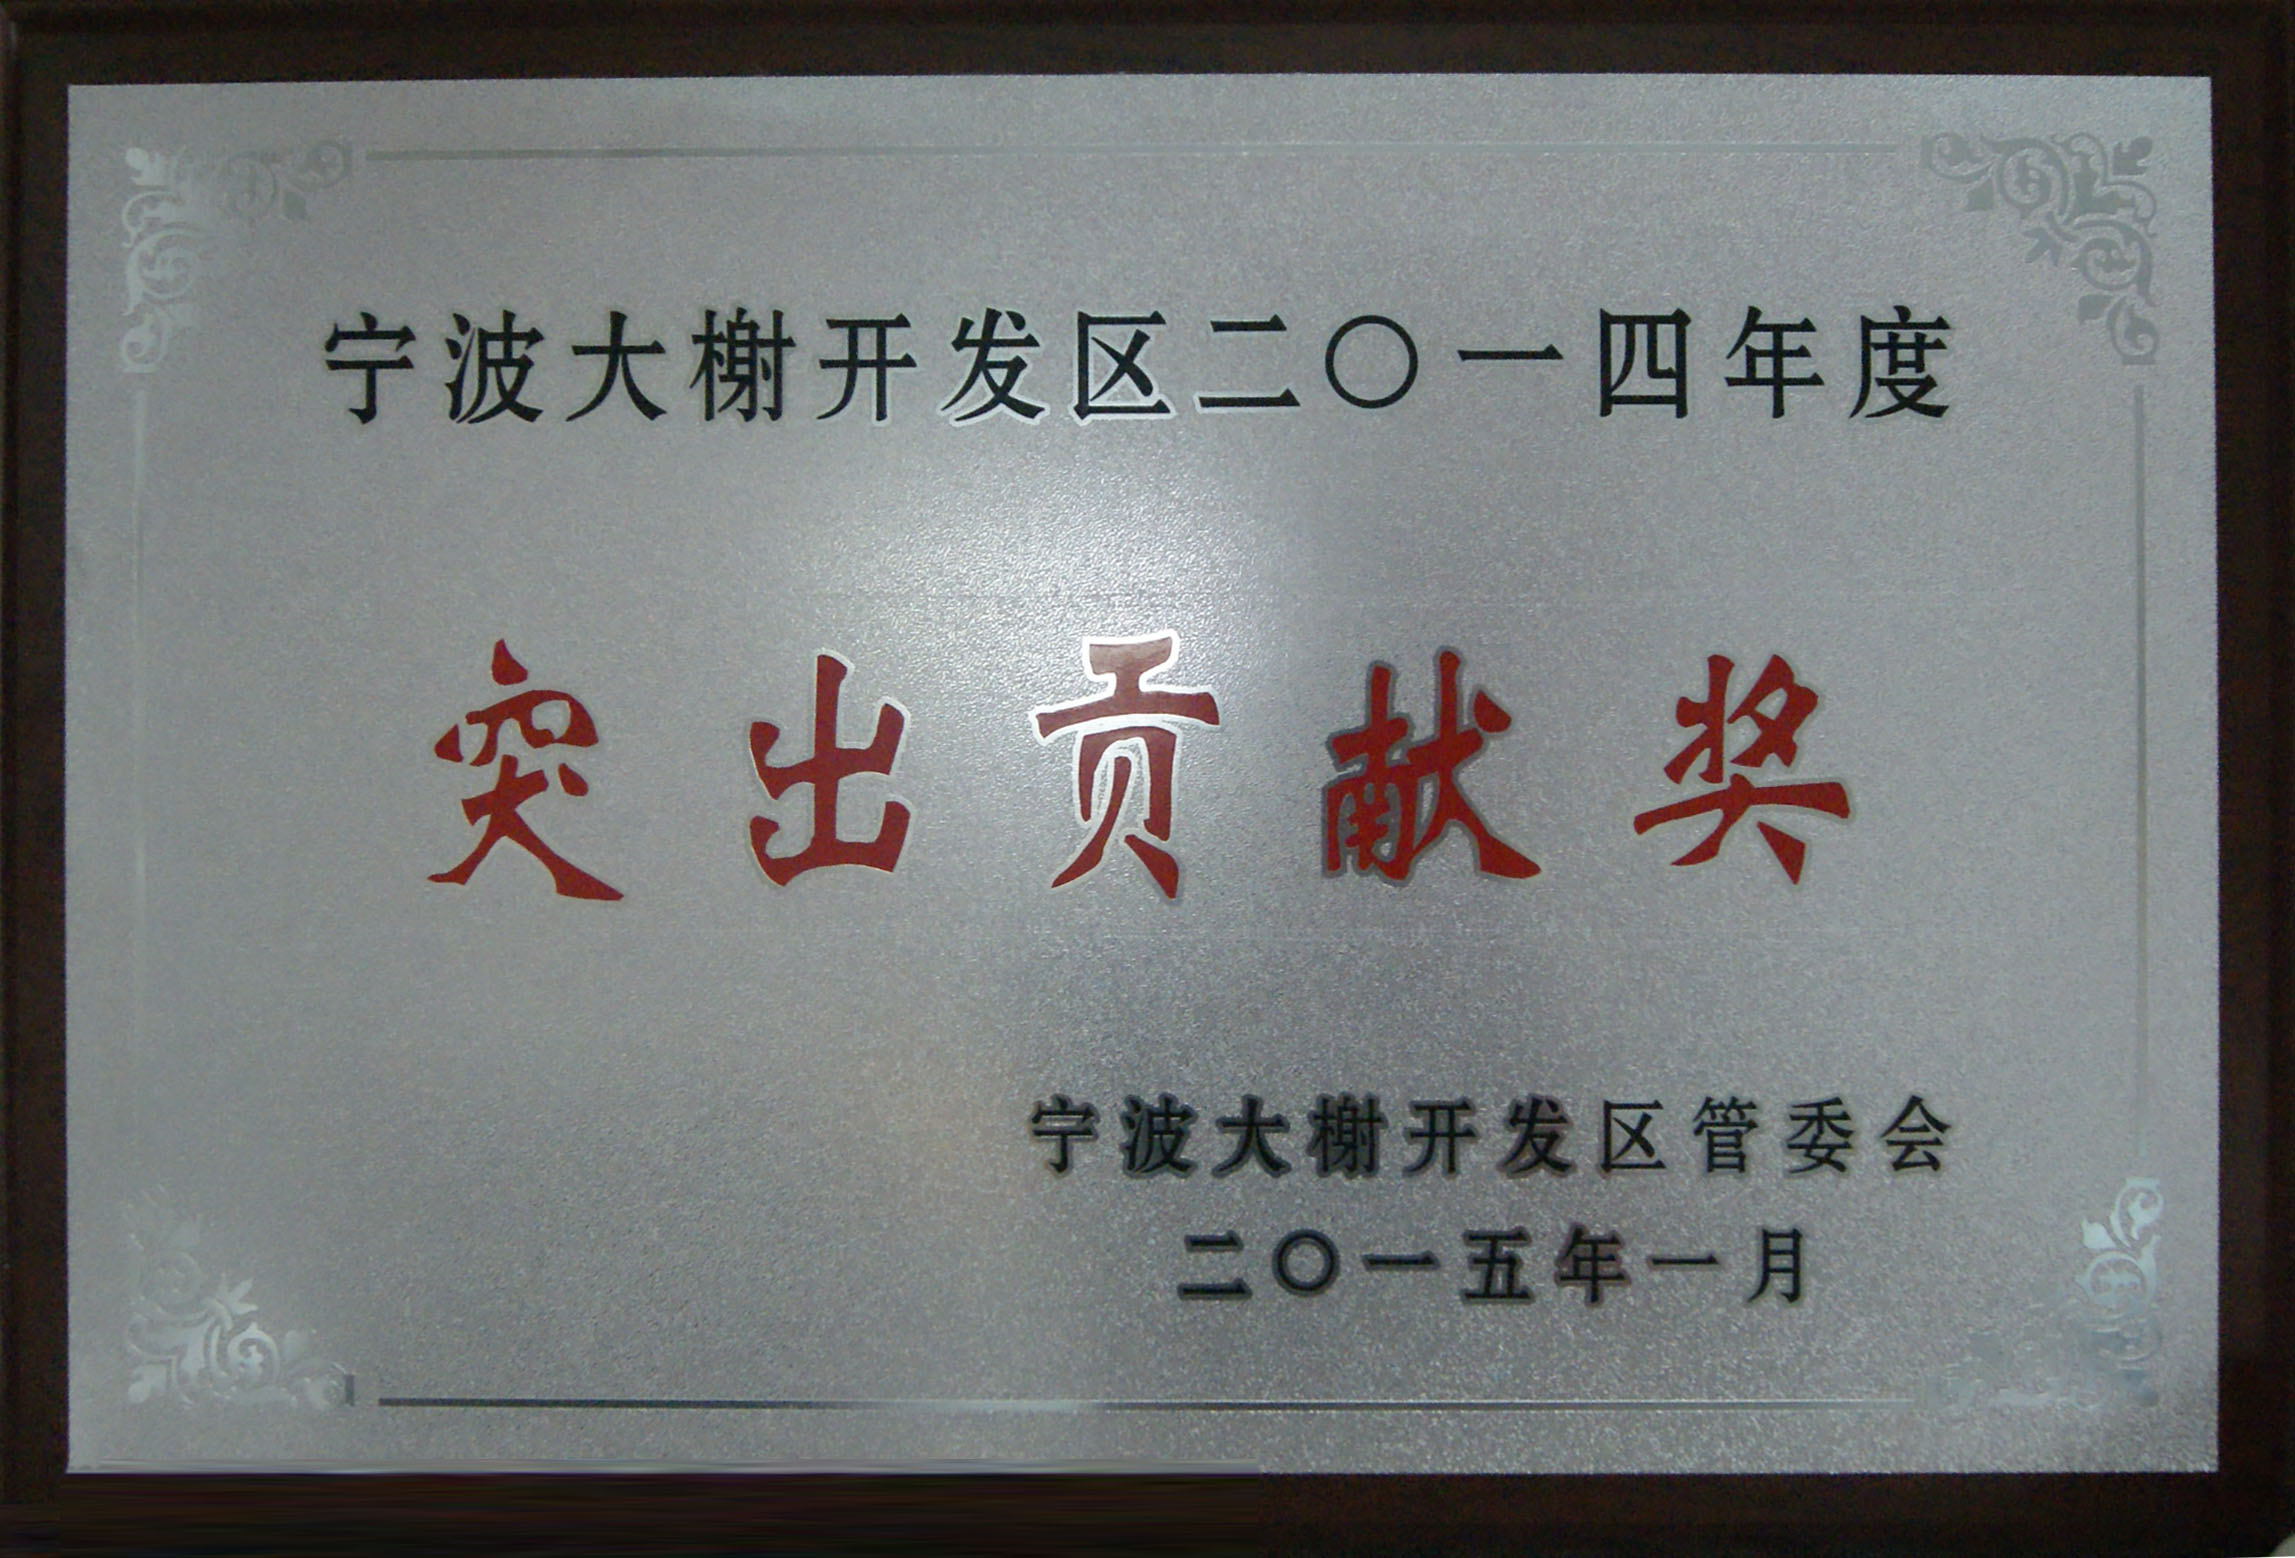 宁波大榭开发区二〇一四年度
突出贡献奖
宁波大榭开发区管委会
二〇一五年一月